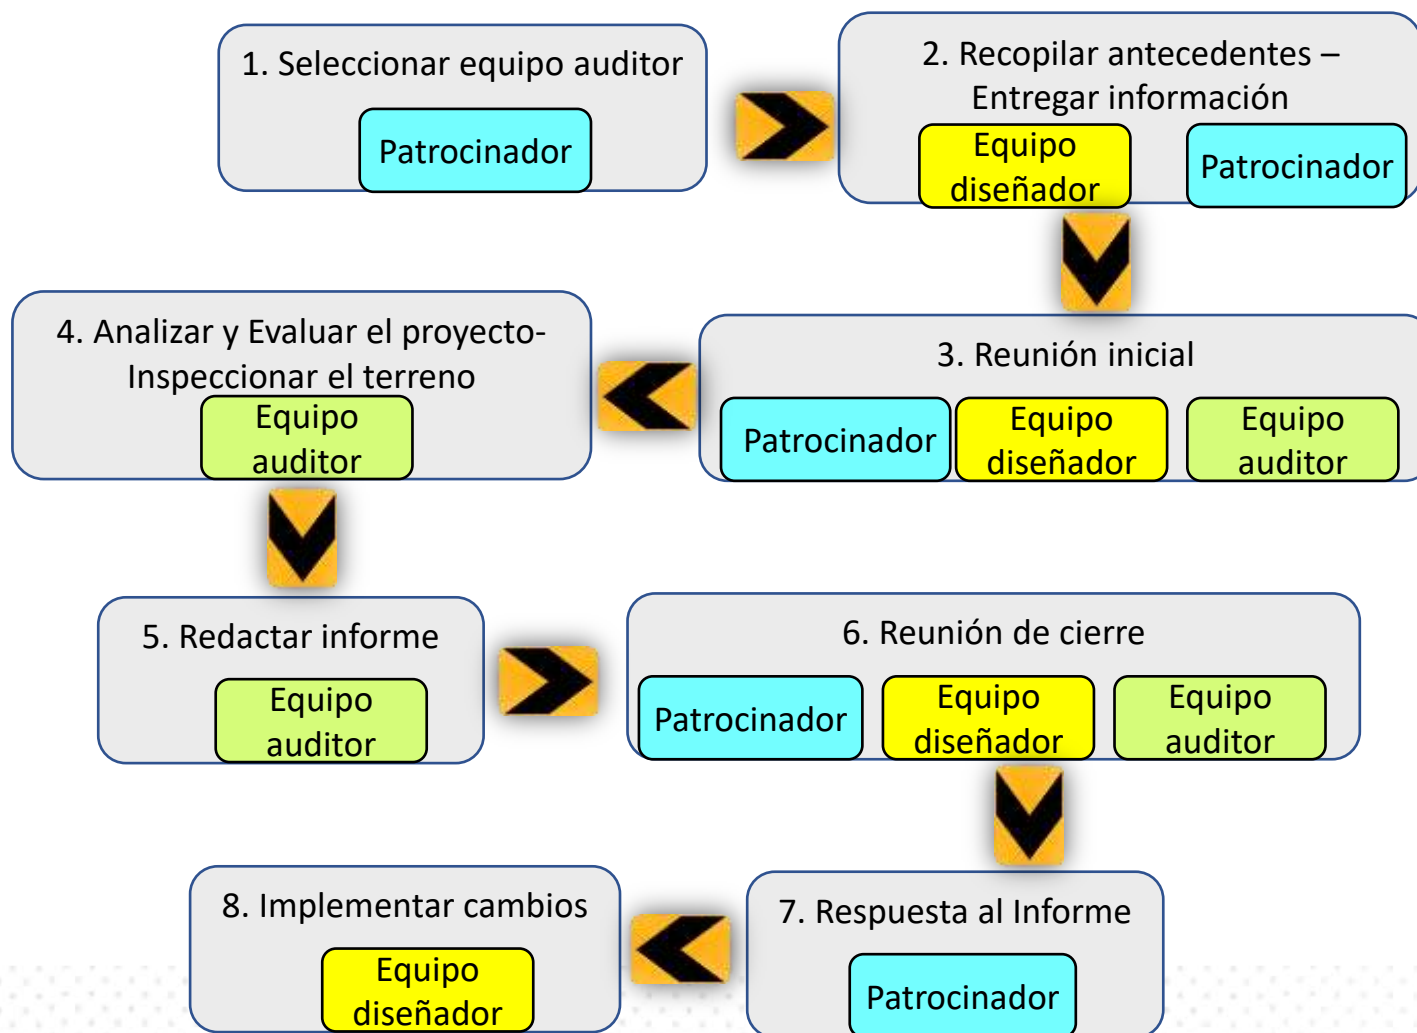 1. Seleccionar equipo auditor
Patrocinador
2. Recopilar antecedentes –
Entregar información
Equipo
diseñador
Patrocinador
3. Reunión inicial
Patrocinador
Equipo
diseñador
Equipo
auditor
4. Analizar y Evaluar el proyecto-
Inspeccionar el terreno
Equipo
auditor
5. Redactar informe
Equipo
auditor
6. Reunión de cierre
Patrocinador
Equipo
diseñador
Equipo
auditor
7. Respuesta al Informe
Patrocinador
8. Implementar cambios
Equipo
diseñador